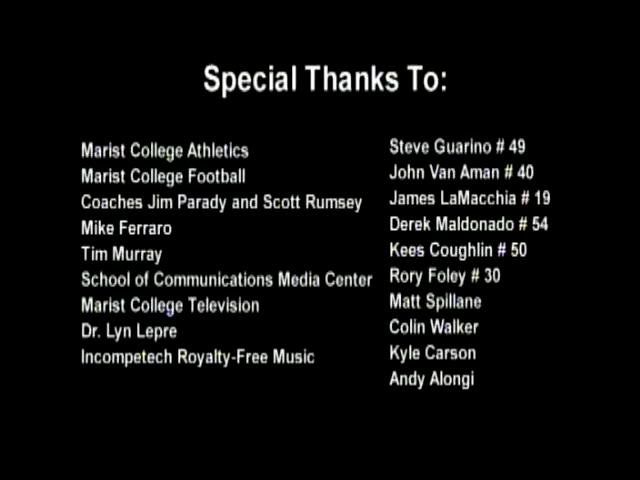 Special Thanks To:
Marist College Athletics
Marist College Football
Coaches Jim Parady and Scott Rumsey
Mike Ferraro
Tim Murray
School of Communications Media Center
Marist College Television
Dr. Lyn Lepre
Incompetech Royalty-Free Music
Steve Guarino # 49
John Van Aman # 40
James LaMacchia # 19
Derek Maldonado # 54
Kees Coughlin # 50
Rory Foley # 30
Matt Spillane
Colin Walker
Kyle Carson
Andy Alongi